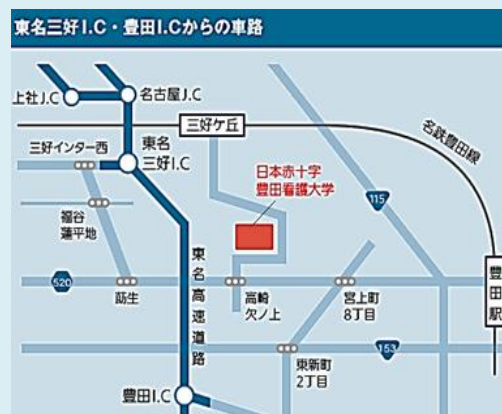 東名三好I.C・豊田I.Cからの車路
上社J.C
名古屋J.C
三好ケ丘
名鉄豊田線
三好インター西
東名
三好I.C
日本赤十字
豊田看護大学
115
福谷
蓮平地
東名高速道路
豊田駅
520
莇生
高崎
欠ノ上
宮上町
8丁目
153
東新町
2丁目
豊田I.C